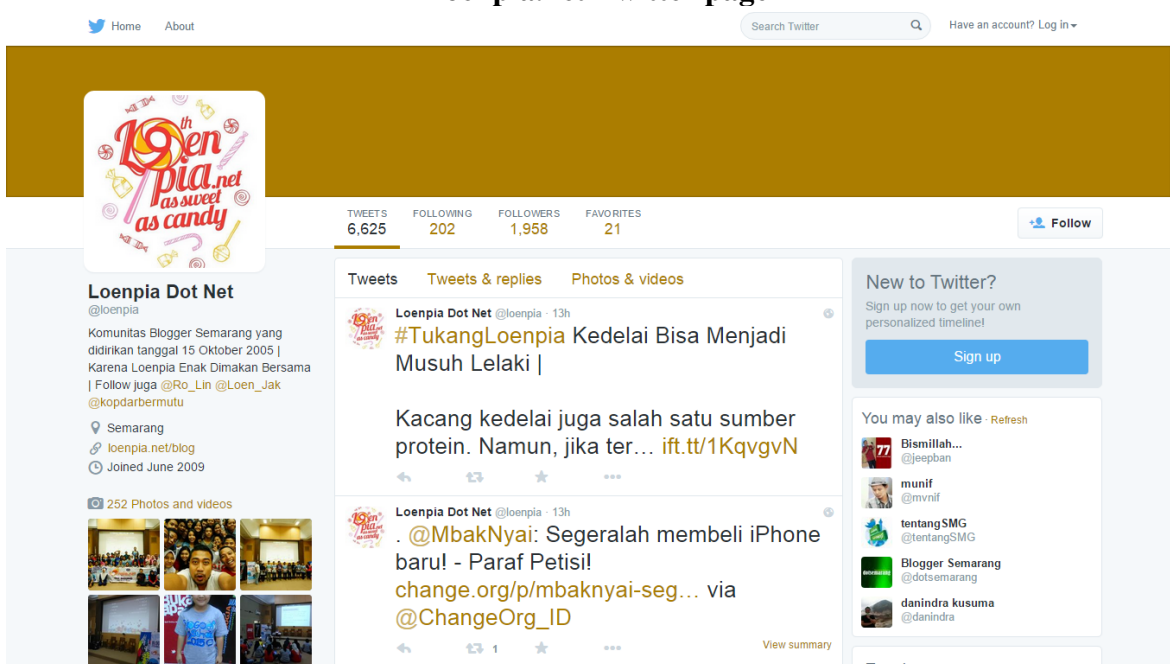 Home About Search Twitter Have an account? Log in
9th
Loen
pia.net
as sweet
as candy
TWEETS FOLLOWING FOLLOWERS FAVORITES
6,625 202 1,958 21
Follow
Loenpia Dot Net
@loenpia
Komunitas Blogger Semarang yang
didirikan tanggal 15 Oktober 2005 |
Karena Loenpia Enak Dimakan Bersama
| Follow juga @Ro_Lin @Loen_Jak
@kopdarbermutu
Semarang
loenpia.net/blog
Joined June 2009
252 Photos and videos
Tweets Tweets & replies Photos & videos
Loenpia Dot Net @loenpia · 13h
#TukangLoenpia Kedelai Bisa Menjadi
Musuh Lelaki |
Kacang kedelai juga salah satu sumber
protein. Namun, jika ter… ift.tt/1KqvgvN
Loenpia Dot Net @loenpia · 13h
. @MbakNyai: Segeralah membeli iPhone
baru! - Paraf Petisi!
change.org/p/mbaknyai-seg… via
@ChangeOrg_ID
1
View summary
New to Twitter?
Sign up now to get your own
personalized timeline!
Sign up
You may also like · Refresh
Bismillah...
@jeepban
77
munif
@mvnif
tentangSMG
@tentangSMG
Blogger Semarang
@dotsemarang
danindra kusuma
@danindra